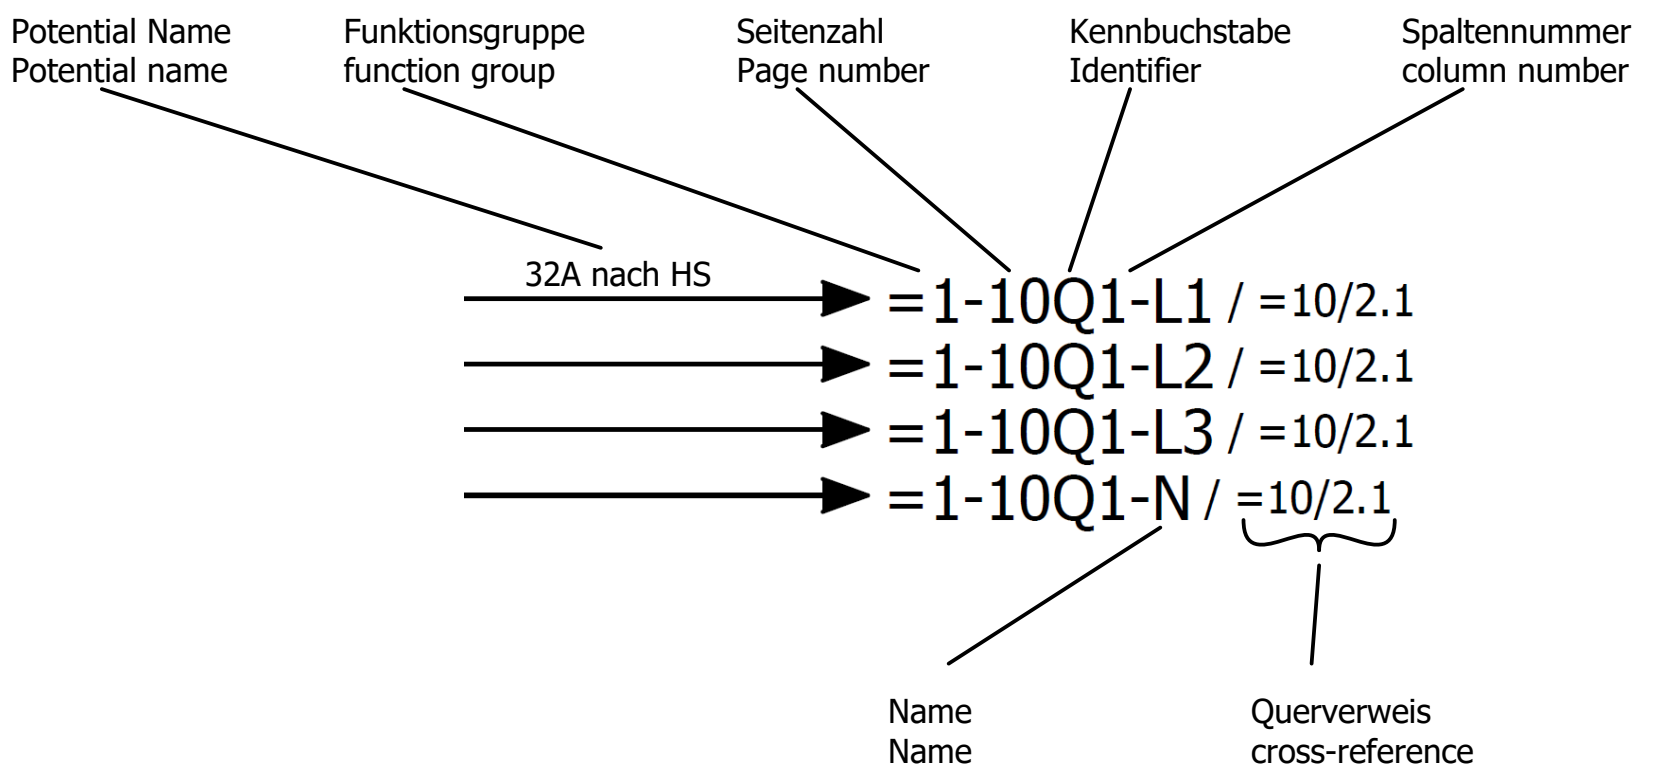 Potential Name
Potential name
Funktionsgruppe
function group
Seitenzahl
Page number
Kennbuchstabe
Identifier
Spaltennummer
column number
32A nach HS
=1-10Q1-L1 / =10/2.1
=1-10Q1-L2 / =10/2.1
=1-10Q1-L3 / =10/2.1
=1-10Q1-N / =10/2.1
Name
Name
Querverweis
cross-reference